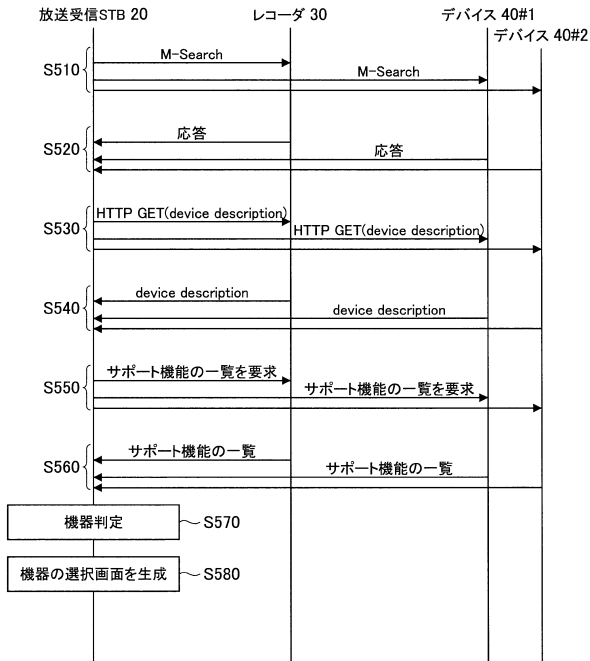 放送受信STB 20
レコーダ 30
デバイス 40#1
デバイス 40#2
S510
M-Search
M-Search
S520
応答
応答
S530
HTTP GET(device description)
HTTP GET(device description)
S540
device description
device description
S550
サポート機能の一覧を要求
サポート機能の一覧を要求
S560
サポート機能の一覧
サポート機能の一覧
機器判定
S570
機器の選択画面を生成
S580